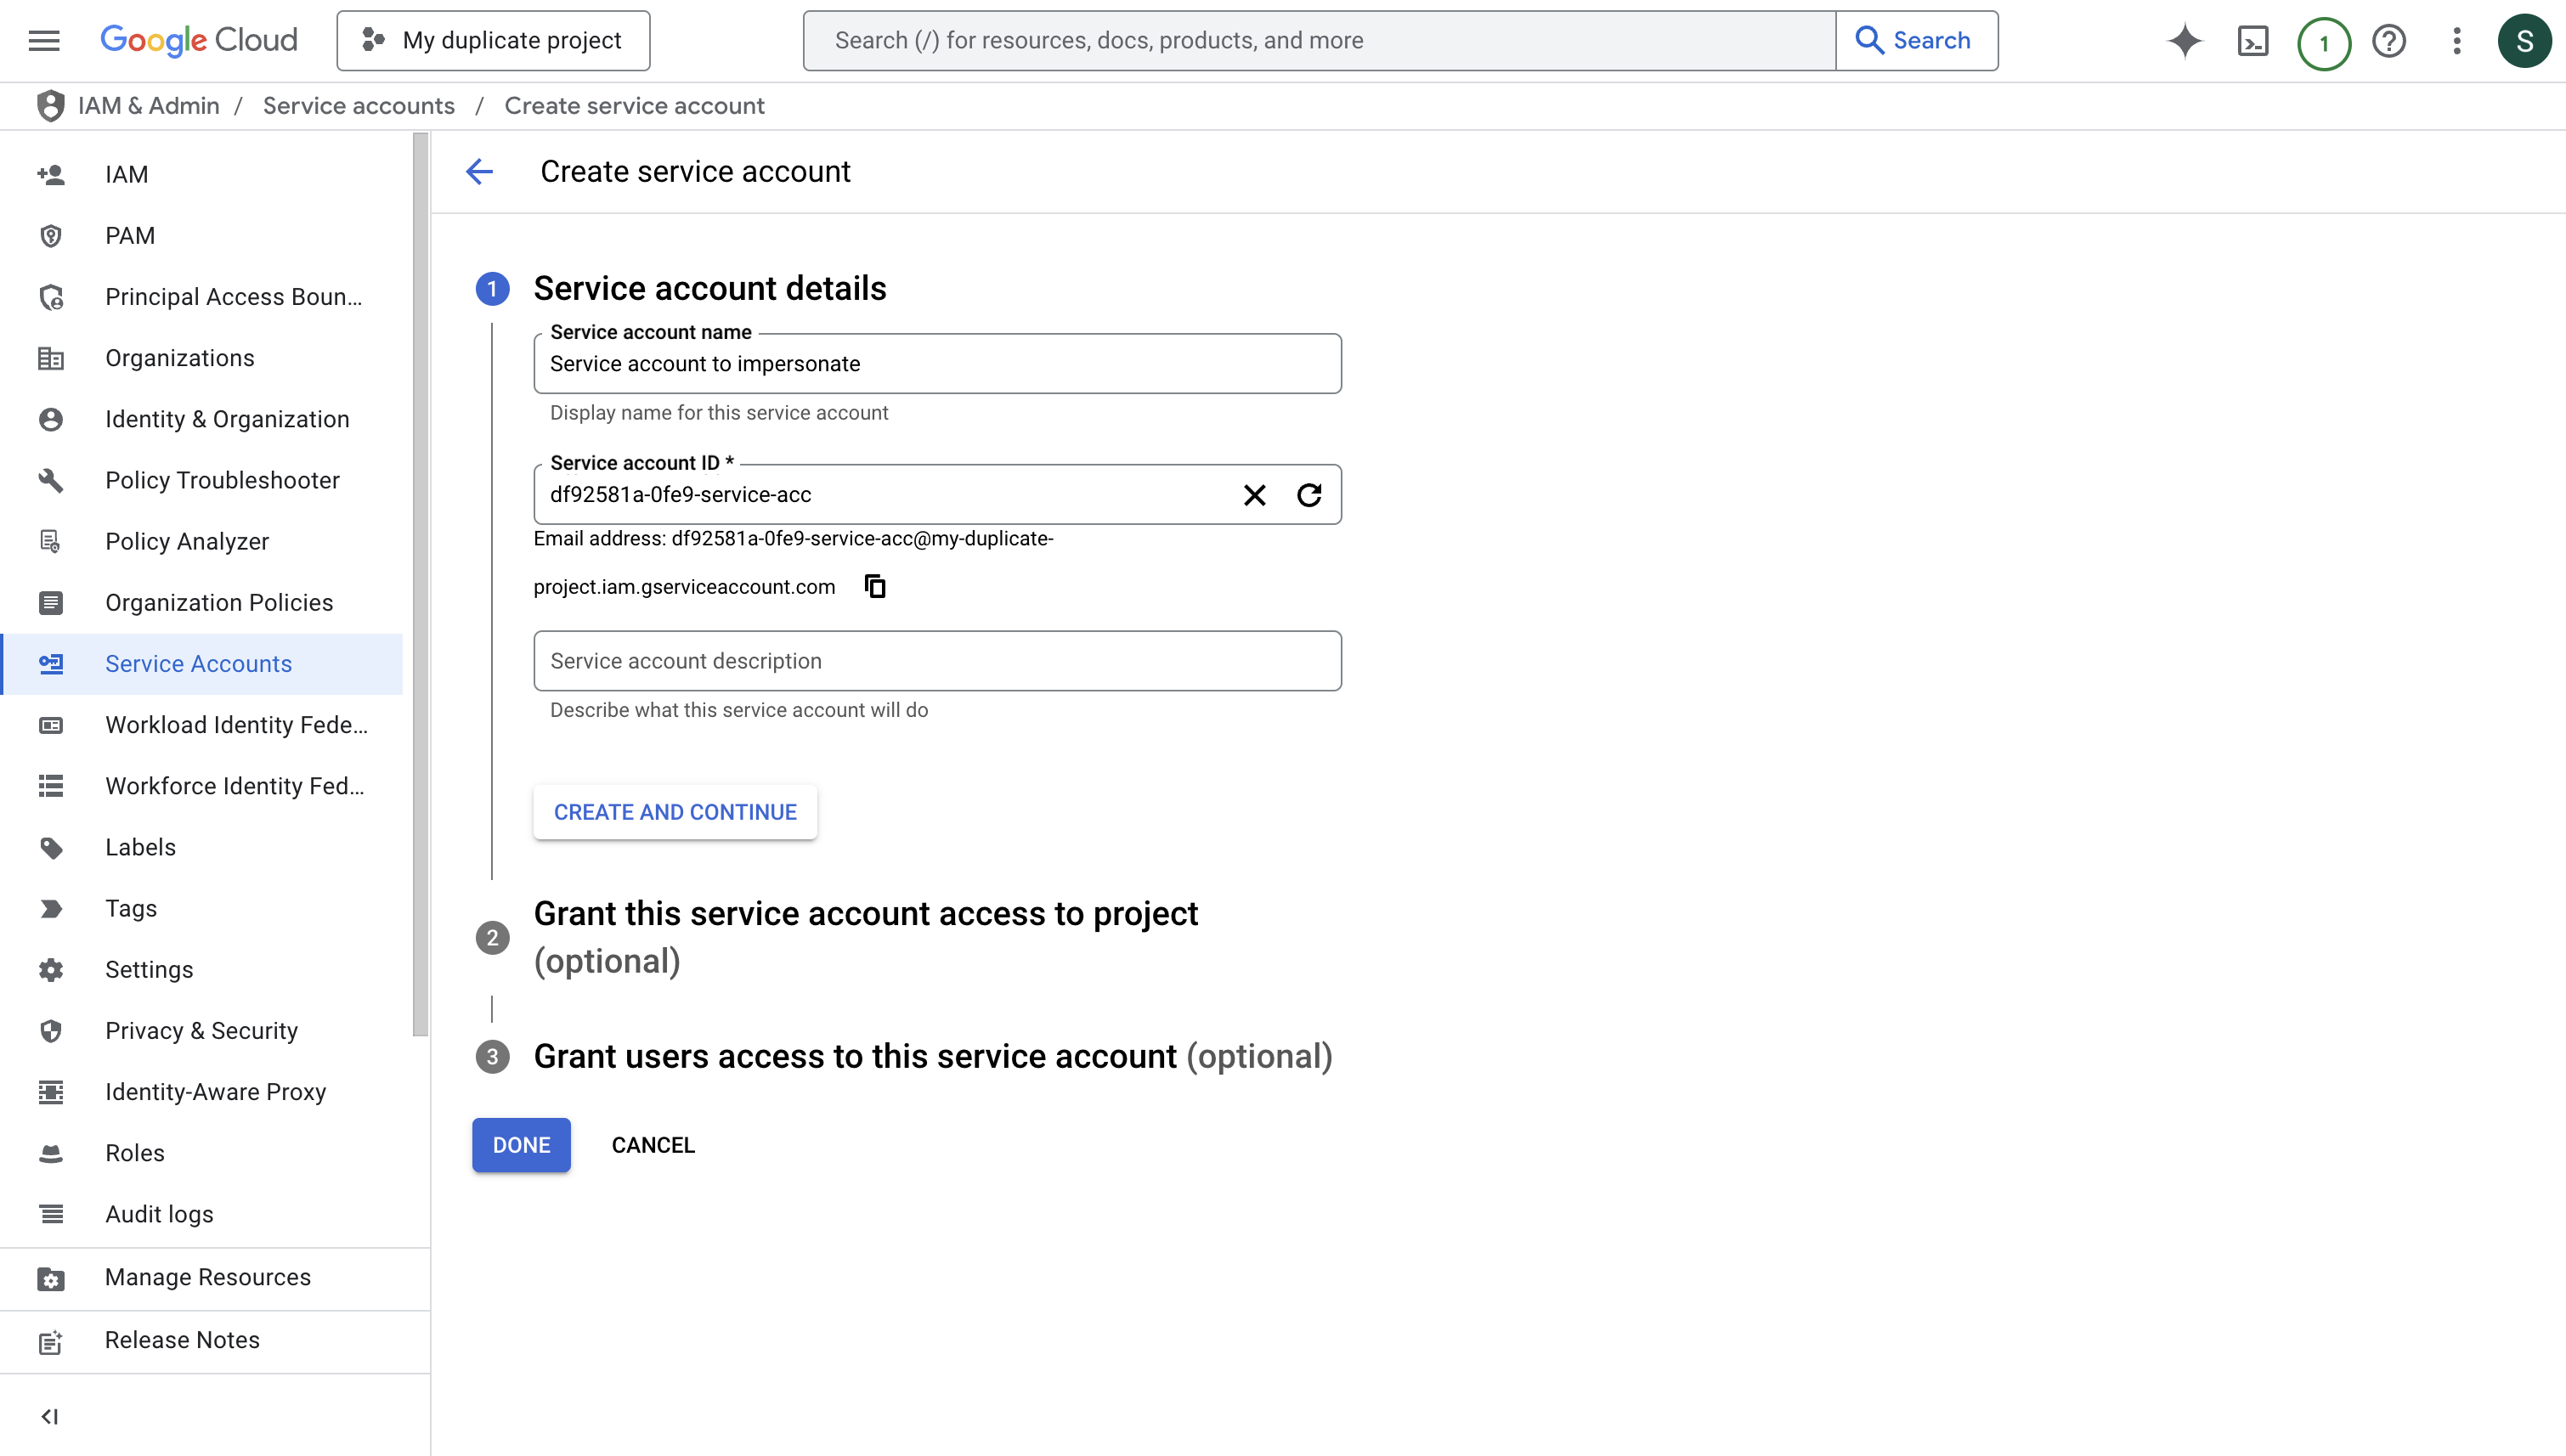 Google Cloud
My duplicate project
Search (/) for resources, docs, products, and more
Search
1
S
IAM & Admin / Service accounts / Create service account
IAM
PAM
Principal Access Boun...
Organizations
Identity & Organization
Policy Troubleshooter
Policy Analyzer
Organization Policies
Service Accounts
Workload Identity Fede...
Workforce Identity Fed...
Labels
Tags
Settings
Privacy & Security
Identity-Aware Proxy
Roles
Audit logs
Manage Resources
Release Notes
Create service account
1 Service account details
Service account name
Service account to impersonate
Display name for this service account
Service account ID *
df92581a-0fe9-service-acc
Email address: df92581a-0fe9-service-acc@my-duplicate-
project.iam.gserviceaccount.com
Service account description
Describe what this service account will do
CREATE AND CONTINUE
2 Grant this service account access to project
(optional)
3 Grant users access to this service account (optional)
DONE
CANCEL